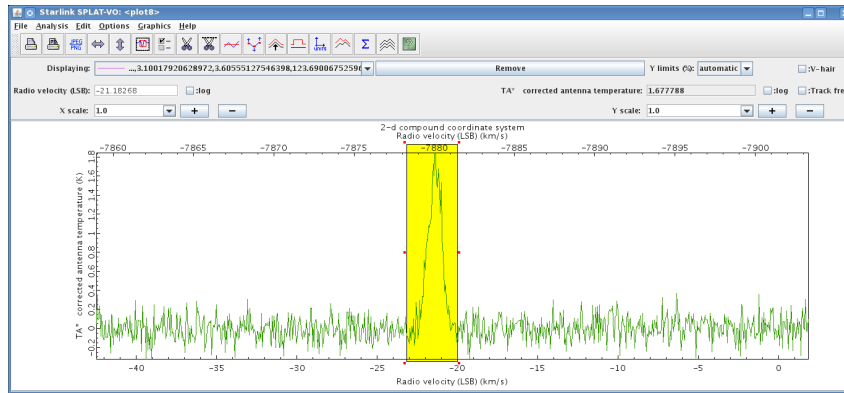 Starlink SPLAT-VO: <plot8>
File Analysis Edit Options Graphics Help
JPEG PNG UNITS Σ
Displaying: ...,3.10017920628972,3.60555127546398,123.6900675259 Remove Y limits (%): automatic :V-hair
Radio velocity (LSB): -21.18268 :log TA* corrected antenna temperature: 1.677788 :log :Track fre
X scale: 1.0 + − Y scale: 1.0 + −
2-d compound coordinate system
Radio velocity (LSB) (km/s)
−7860 −7865 −7870 −7875 −7880 −7885 −7890 −7895 −7900
TA* corrected antenna temperature (K)
1.8
1.6
1.4
1.2
1
0.8
0.6
0.4
0.2
0
−0.2
−40 −35 −30 −25 −20 −15 −10 −5 0
Radio velocity (LSB) (km/s)